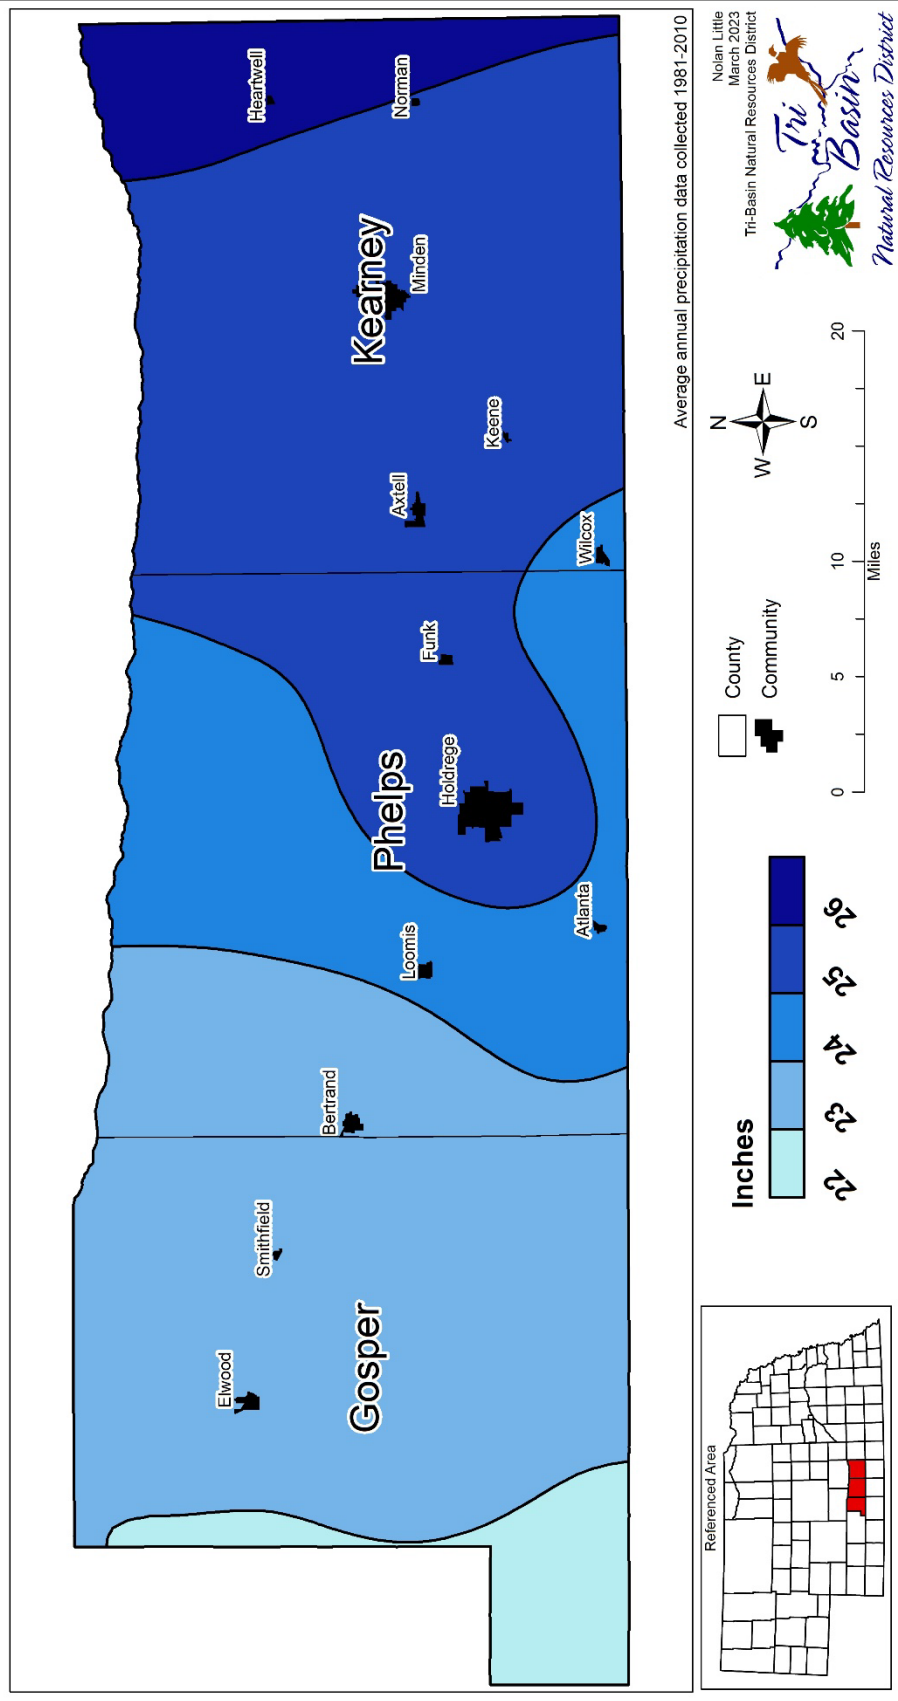 Elwood
Smithfield
Gosper
Bertrand
Loomis
Atlanta
Phelps
Holdrege
Funk
Wilcox
Axtell
Keene
Kearney
Minden
Norman
Heartwell
Average annual precipitation data collected 1981-2010
Referenced Area
Inches
22
23
24
25
26
County
Community
0
5
10
20
Miles
N
W
E
S
Nolan Little
March 2023
Tri-Basin Natural Resources District
Tri
Basin
Natural Resources District